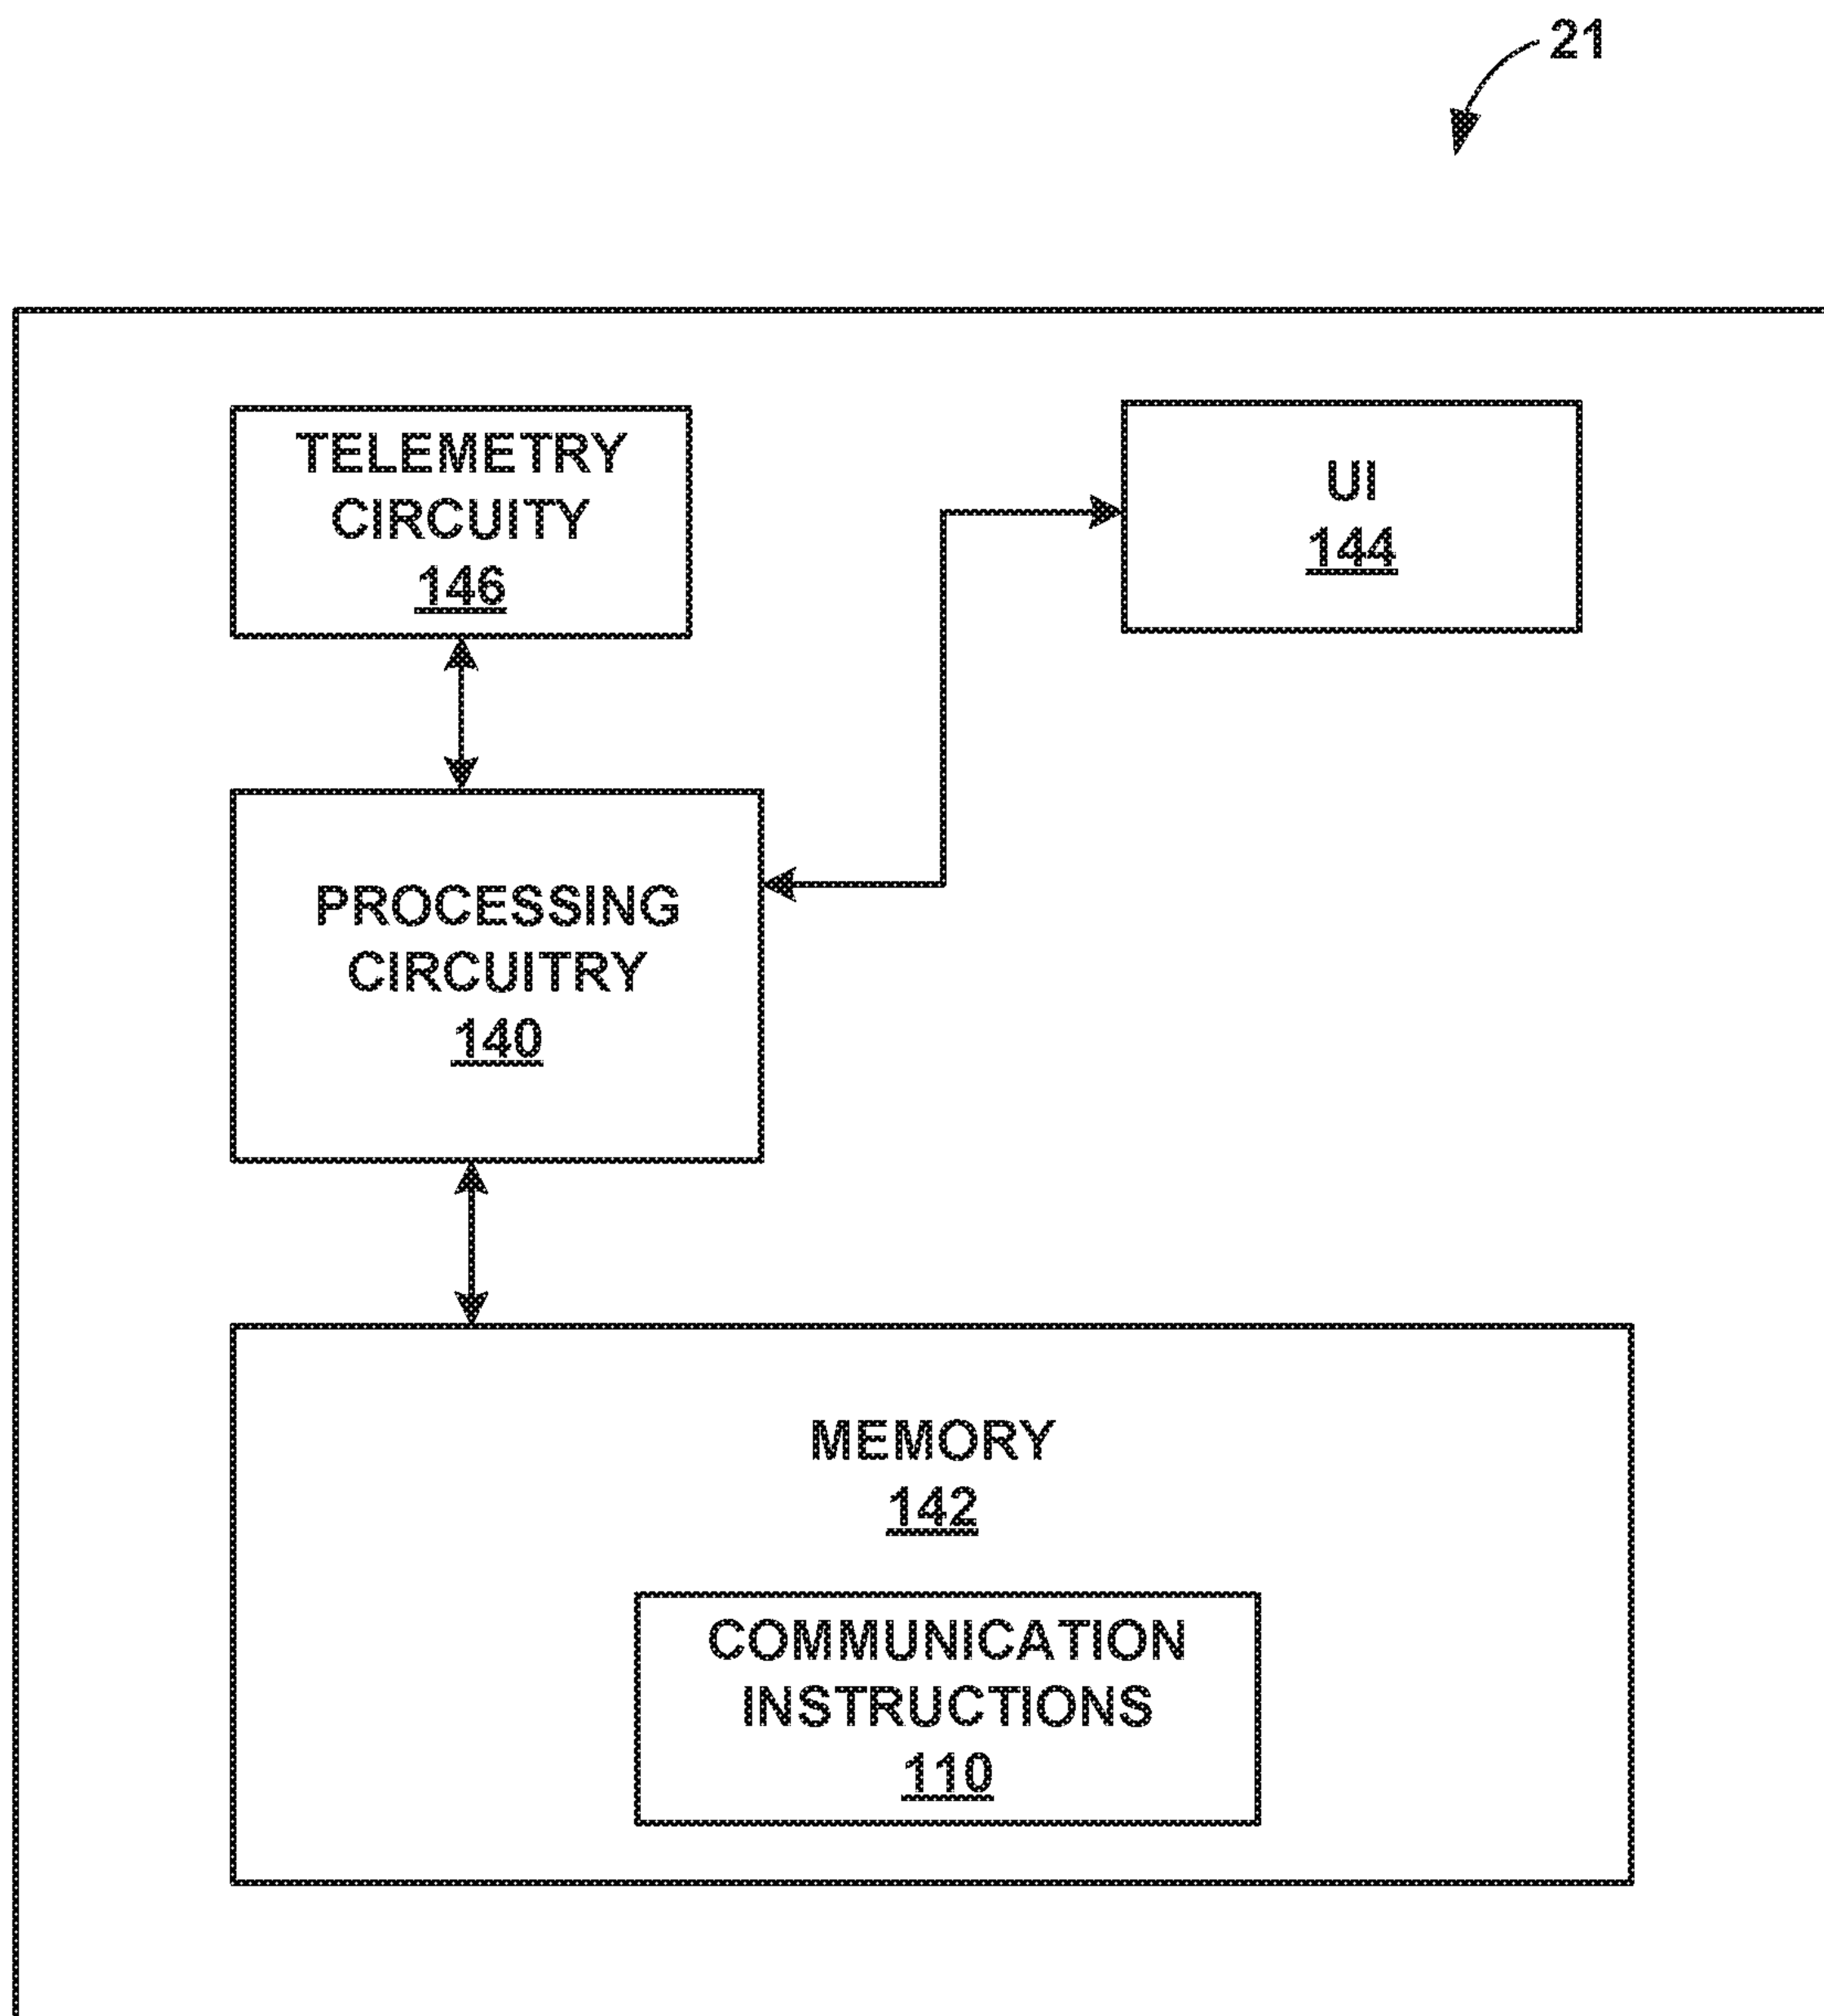 21
TELEMETRY
CIRCUITY
146
UI
144
PROCESSING
CIRCUITRY
140
MEMORY
142
COMMUNICATION
INSTRUCTIONS
110